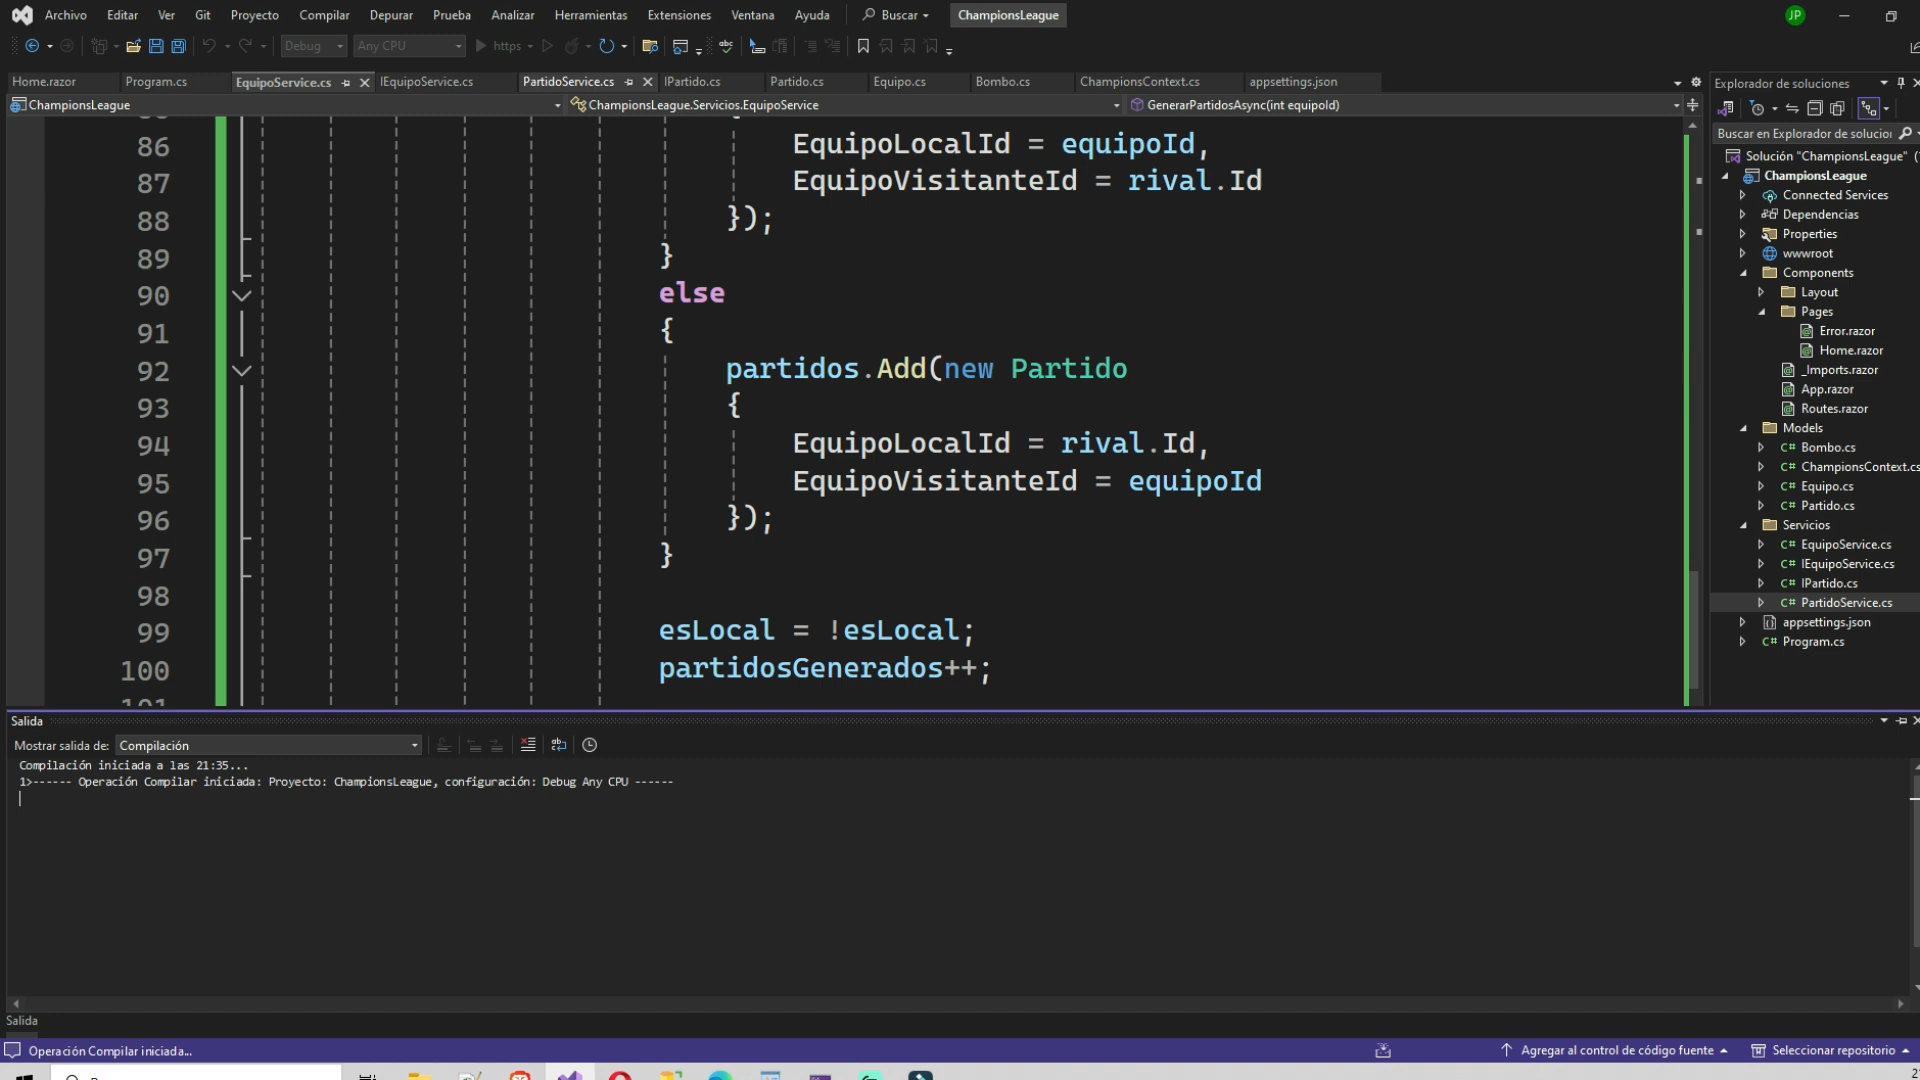 Archivo Editar Ver Git Proyecto Compilar Depurar Prueba Analizar Herramientas Extensiones Ventana Ayuda Buscar ChampionsLeague JP
Debug Any CPU https
Home.razor Program.cs EquipoService.cs IEquipoService.cs PartidoService.cs IPartido.cs Partido.cs Equipo.cs Bombo.cs ChampionsContext.cs appsettings.json
ChampionsLeague ChampionsLeague.Servicios.EquipoService GenerarPartidosAsync(int equipoId)
86 EquipoLocalId = equipoId,
87 EquipoVisitanteId = rival.Id
88 });
89 }
90 else
91 {
92 partidos.Add(new Partido
93 {
94 EquipoLocalId = rival.Id,
95 EquipoVisitanteId = equipoId
96 });
97 }
98
99 esLocal = !esLocal;
100 partidosGenerados++;
Explorador de soluciones
Buscar en Explorador de solucio
Solución "ChampionsLeague" (
ChampionsLeague
Connected Services
Dependencias
Properties
wwwroot
Components
Layout
Pages
Error.razor
Home.razor
_Imports.razor
App.razor
Routes.razor
Models
C# Bombo.cs
C# ChampionsContext.cs
C# Equipo.cs
C# Partido.cs
Servicios
C# EquipoService.cs
C# IEquipoService.cs
C# IPartido.cs
C# PartidoService.cs
appsettings.json
C# Program.cs
Salida
Mostrar salida de: Compilación
Compilación iniciada a las 21:35...
1>------ Operación Compilar iniciada: Proyecto: ChampionsLeague, configuración: Debug Any CPU ------
Salida
Operación Compilar iniciada... Agregar al control de código fuente Seleccionar repositorio